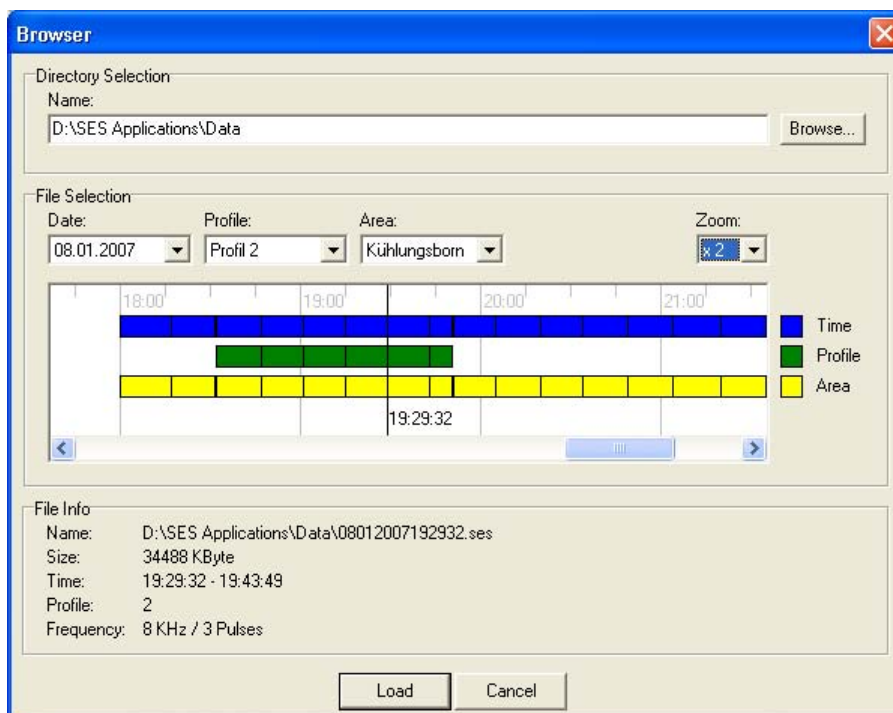 Browser
Directory Selection
Name:
D:\SES Applications\Data
Browse...
File Selection
Date:
Profile:
Area:
Zoom:
08.01.2007
Profil 2
Kühlungsborn
x 2
18:00
19:00
20:00
21:00
Time
Profile
Area
19:29:32
File Info
Name: D:\SES Applications\Data\08012007192932.ses
Size: 34488 KByte
Time: 19:29:32 - 19:43:49
Profile: 2
Frequency: 8 KHz / 3 Pulses
Load
Cancel